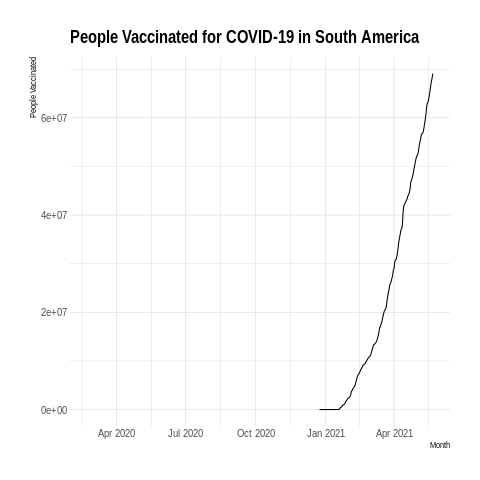 People Vaccinated for COVID-19 in South America
People Vaccinated
6e+07
4e+07
2e+07
0e+00
Apr 2020 Jul 2020 Oct 2020 Jan 2021 Apr 2021
Month